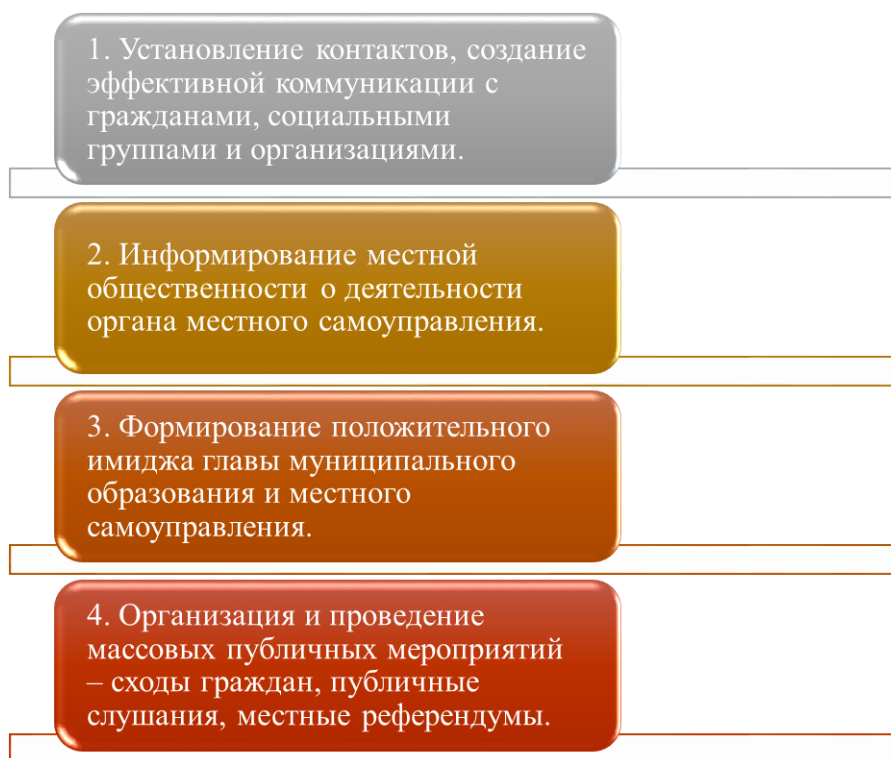 1. Установление контактов, создание
эффективной коммуникации с
гражданами, социальными
группами и организациями.
2. Информирование местной
общественности о деятельности
органа местного самоуправления.
3. Формирование положительного
имиджа главы муниципального
образования и местного
самоуправления.
4. Организация и проведение
массовых публичных мероприятий
– сходы граждан, публичные
слушания, местные референдумы.